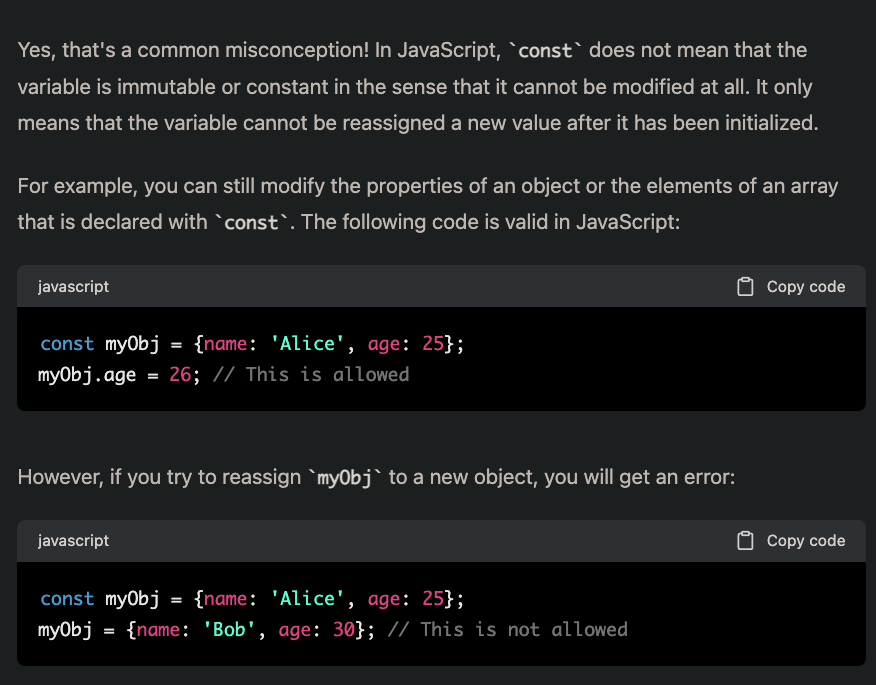 Yes, that's a common misconception! In JavaScript, `const` does not mean that the
variable is immutable or constant in the sense that it cannot be modified at all. It only
means that the variable cannot be reassigned a new value after it has been initialized.
For example, you can still modify the properties of an object or the elements of an array
that is declared with `const`. The following code is valid in JavaScript:
javascript Copy code
const myObj = {name: 'Alice', age: 25};
myObj.age = 26; // This is allowed
However, if you try to reassign `myObj` to a new object, you will get an error:
javascript Copy code
const myObj = {name: 'Alice', age: 25};
myObj = {name: 'Bob', age: 30}; // This is not allowed